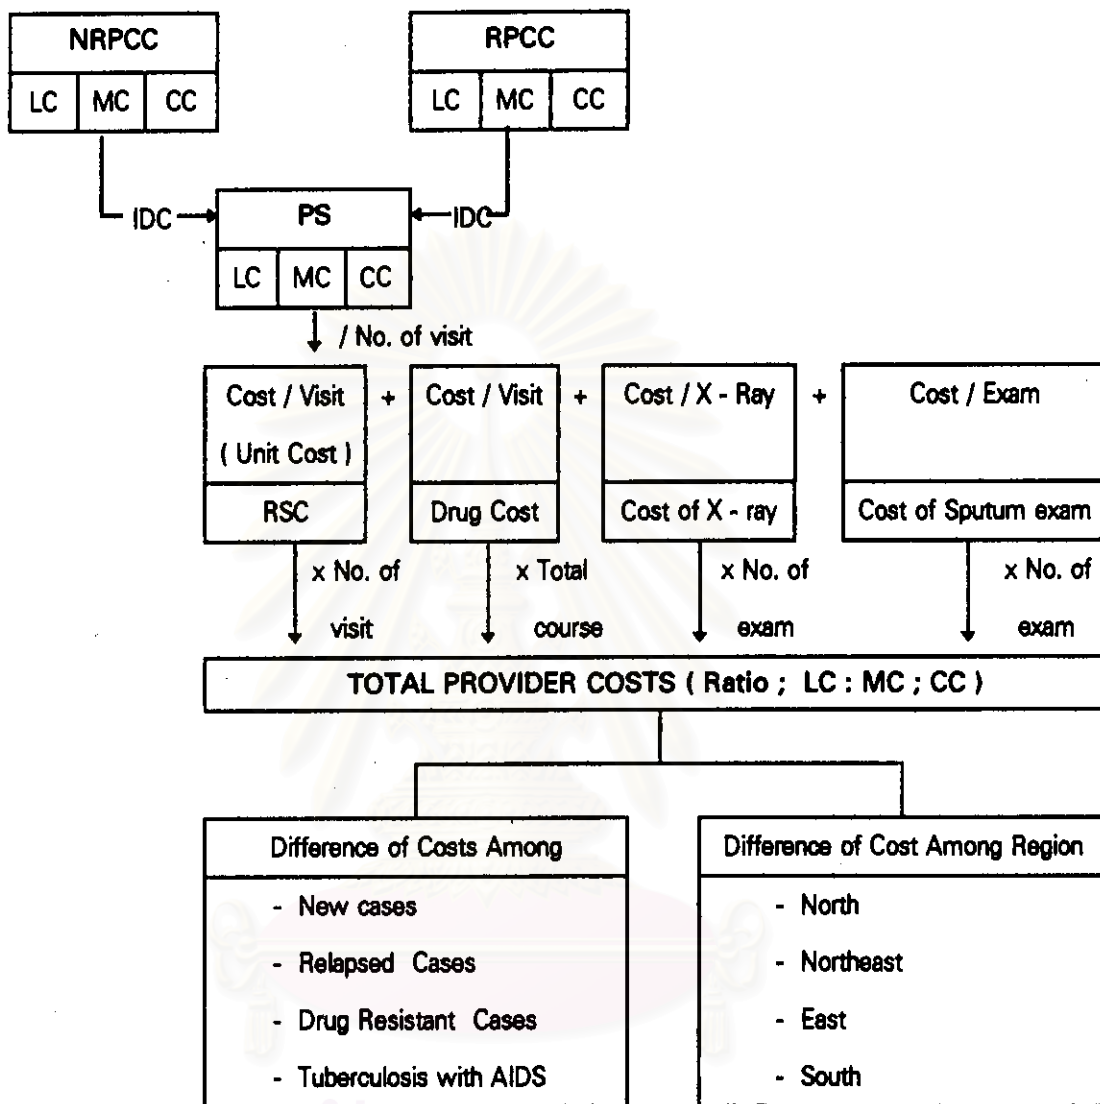 NRPCC
RPCC
LC MC CC
LC MC CC
IDC
PS
IDC
LC MC CC
/ No. of visit
Cost / Visit + Cost / Visit + Cost / X - Ray + Cost / Exam
( Unit Cost )
RSC
Drug Cost
Cost of X - ray
Cost of Sputum exam
x No. of
visit
x Total
course
x No. of
exam
x No. of
exam
TOTAL PROVIDER COSTS ( Ratio ; LC : MC ; CC )
Difference of Costs Among
- New cases
- Relapsed Cases
- Drug Resistant Cases
- Tuberculosis with AIDS
Difference of Cost Among Region
- North
- Northeast
- East
- South